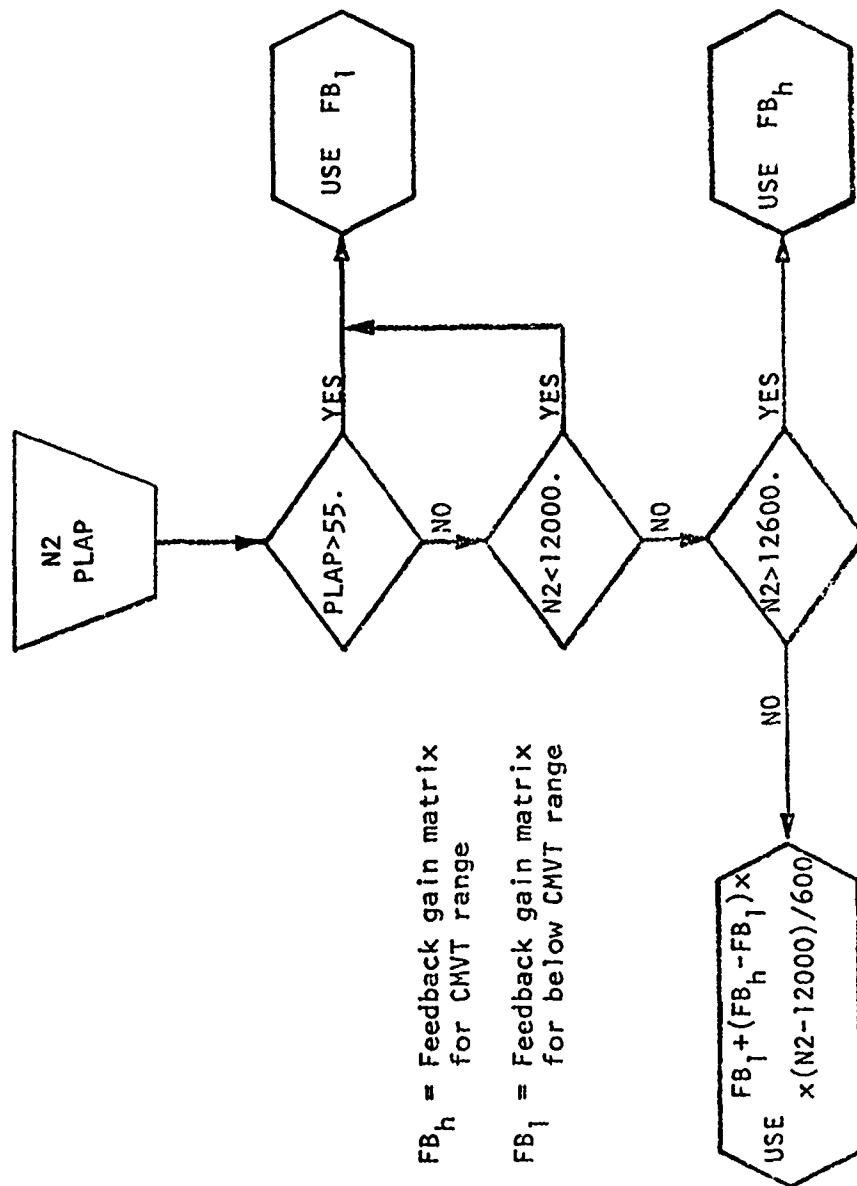 N2
PLAP
PLAP>55.
YES
USE FB₁
NO
N2<12000.
YES
NO
N2>12600.
YES
USE FBₕ
NO
FB₁+(FBₕ-FB₁)x
x(N2-12000)/600
USE
FBₕ = Feedback gain matrix
for CMVT range
FB₁ = Feedback gain matrix
for below CMVT range